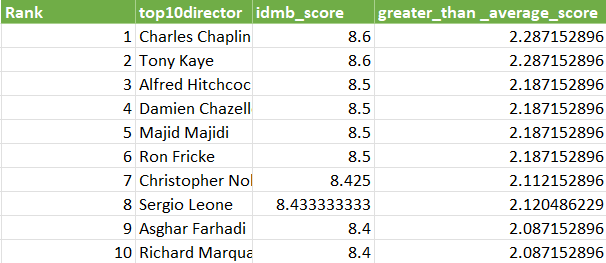 Rank top10director idmb_score greater_than _average_score
1 Charles Chaplin 8.6 2.287152896
2 Tony Kaye 8.6 2.287152896
3 Alfred Hitchcoc 8.5 2.187152896
4 Damien Chazell 8.5 2.187152896
5 Majid Majidi 8.5 2.187152896
6 Ron Fricke 8.5 2.187152896
7 Christopher Nol 8.425 2.112152896
8 Sergio Leone 8.433333333 2.120486229
9 Asghar Farhadi 8.4 2.087152896
10 Richard Marqua 8.4 2.087152896